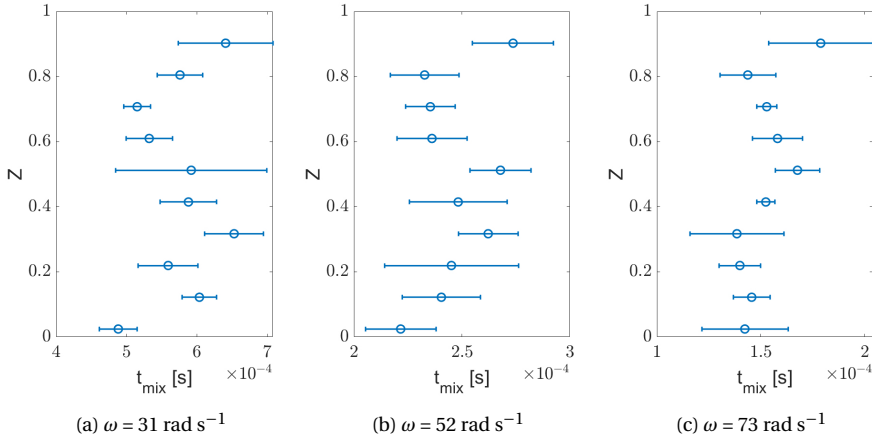 1
0.8
0.6
0.4
0.2
0
Z
4 5 6 7
t_mix [s] ×10⁻⁴
(a) ω = 31 rad s⁻¹
1
0.8
0.6
0.4
0.2
0
Z
2 2.5 3
t_mix [s] ×10⁻⁴
(b) ω = 52 rad s⁻¹
1
0.8
0.6
0.4
0.2
0
Z
1 1.5 2
t_mix [s] ×10⁻⁴
(c) ω = 73 rad s⁻¹